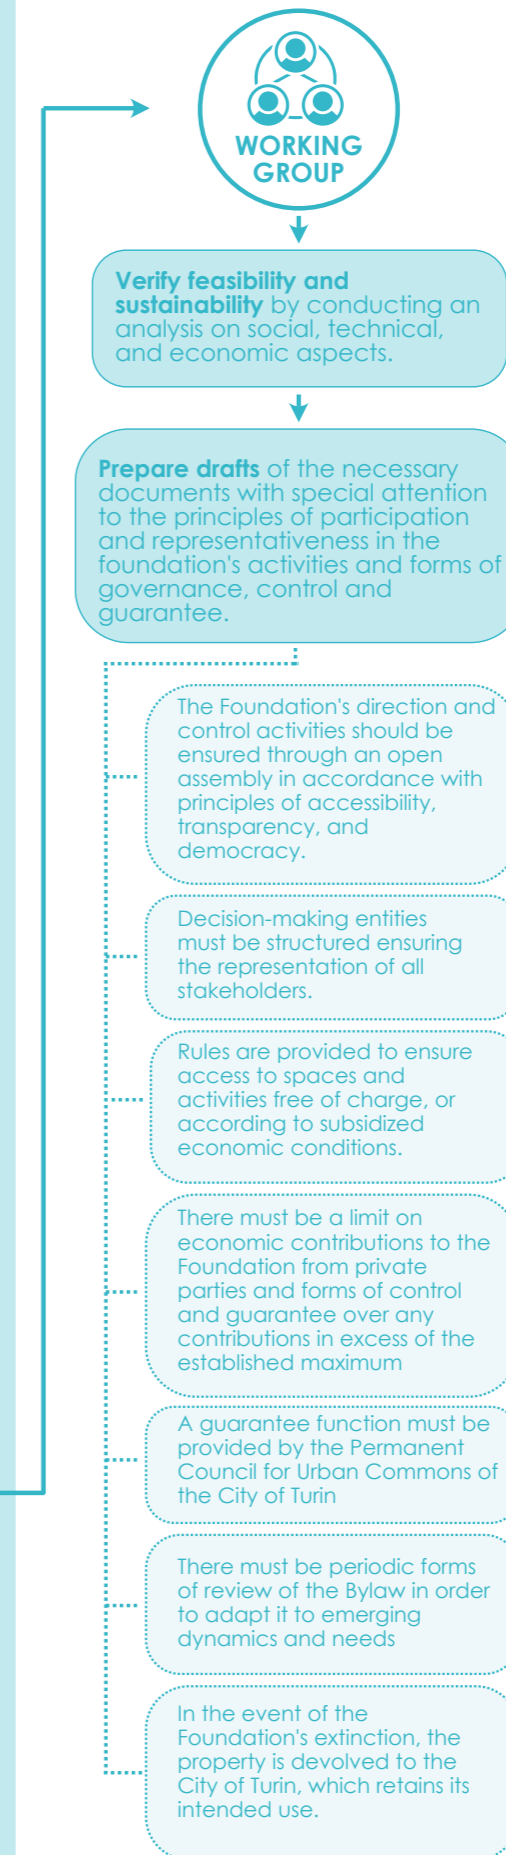 WORKING
GROUP
Verify feasibility and
sustainability by conducting an
analysis on social, technical,
and economic aspects.
Prepare drafts of the necessary
documents with special attention
to the principles of participation
and representativeness in the
foundation's activities and forms of
governance, control and
guarantee.
The Foundation's direction and
control activities should be
ensured through an open
assembly in accordance with
principles of accessibility,
transparency, and
democracy.
Decision-making entities
must be structured ensuring
the representation of all
stakeholders.
Rules are provided to ensure
access to spaces and
activities free of charge, or
according to subsidized
economic conditions.
There must be a limit on
economic contributions to the
Foundation from private
parties and forms of control
and guarantee over any
contributions in excess of the
established maximum
A guarantee function must be
provided by the Permanent
Council for Urban Commons of
the City of Turin
There must be periodic forms
of review of the Bylaw in order
to adapt it to emerging
dynamics and needs
In the event of the
Foundation's extinction, the
property is devolved to the
City of Turin, which retains its
intended use.